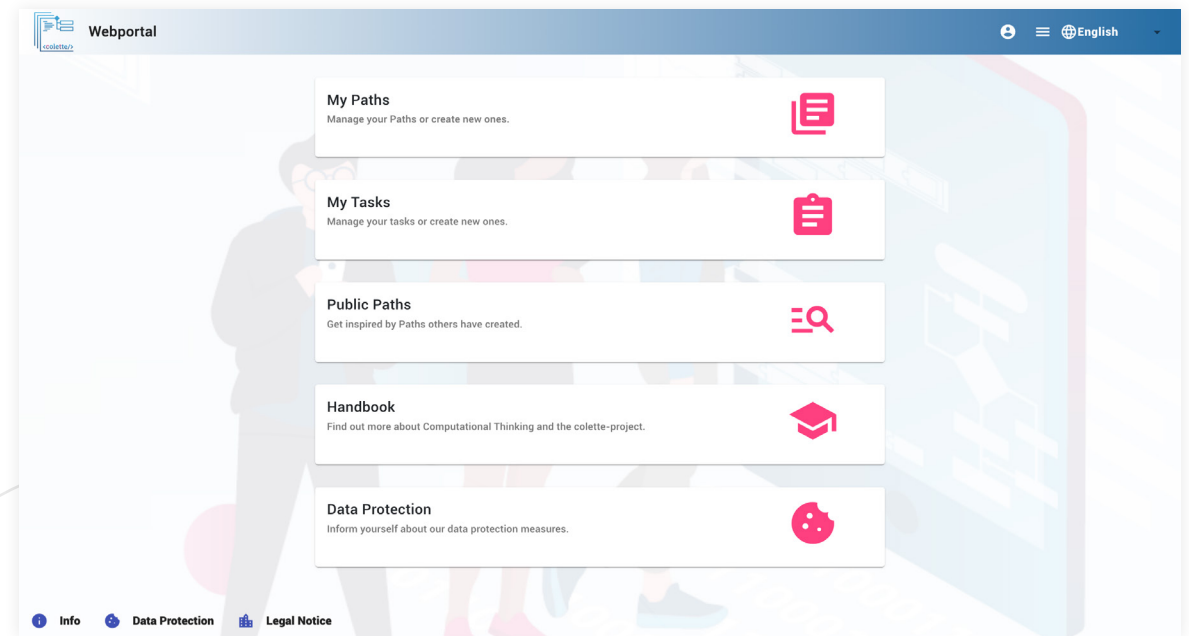 <colette/>
Webportal
English
My Paths
Manage your Paths or create new ones.
My Tasks
Manage your tasks or create new ones.
Public Paths
Get inspired by Paths others have created.
Handbook
Find out more about Computational Thinking and the colette-project.
Data Protection
Inform yourself about our data protection measures.
Info Data Protection Legal Notice